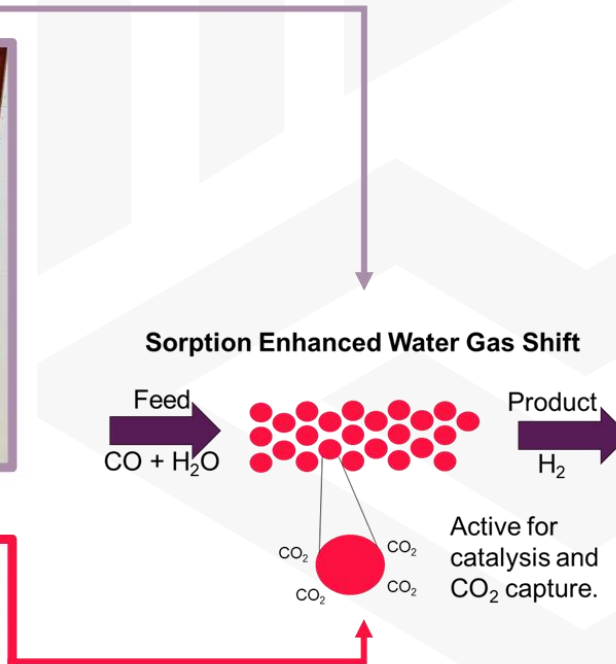 Sorption Enhanced Water Gas Shift
Feed
CO + H₂O
Product
H₂
CO₂
CO₂
CO₂
CO₂
Active for
catalysis and
CO₂ capture.